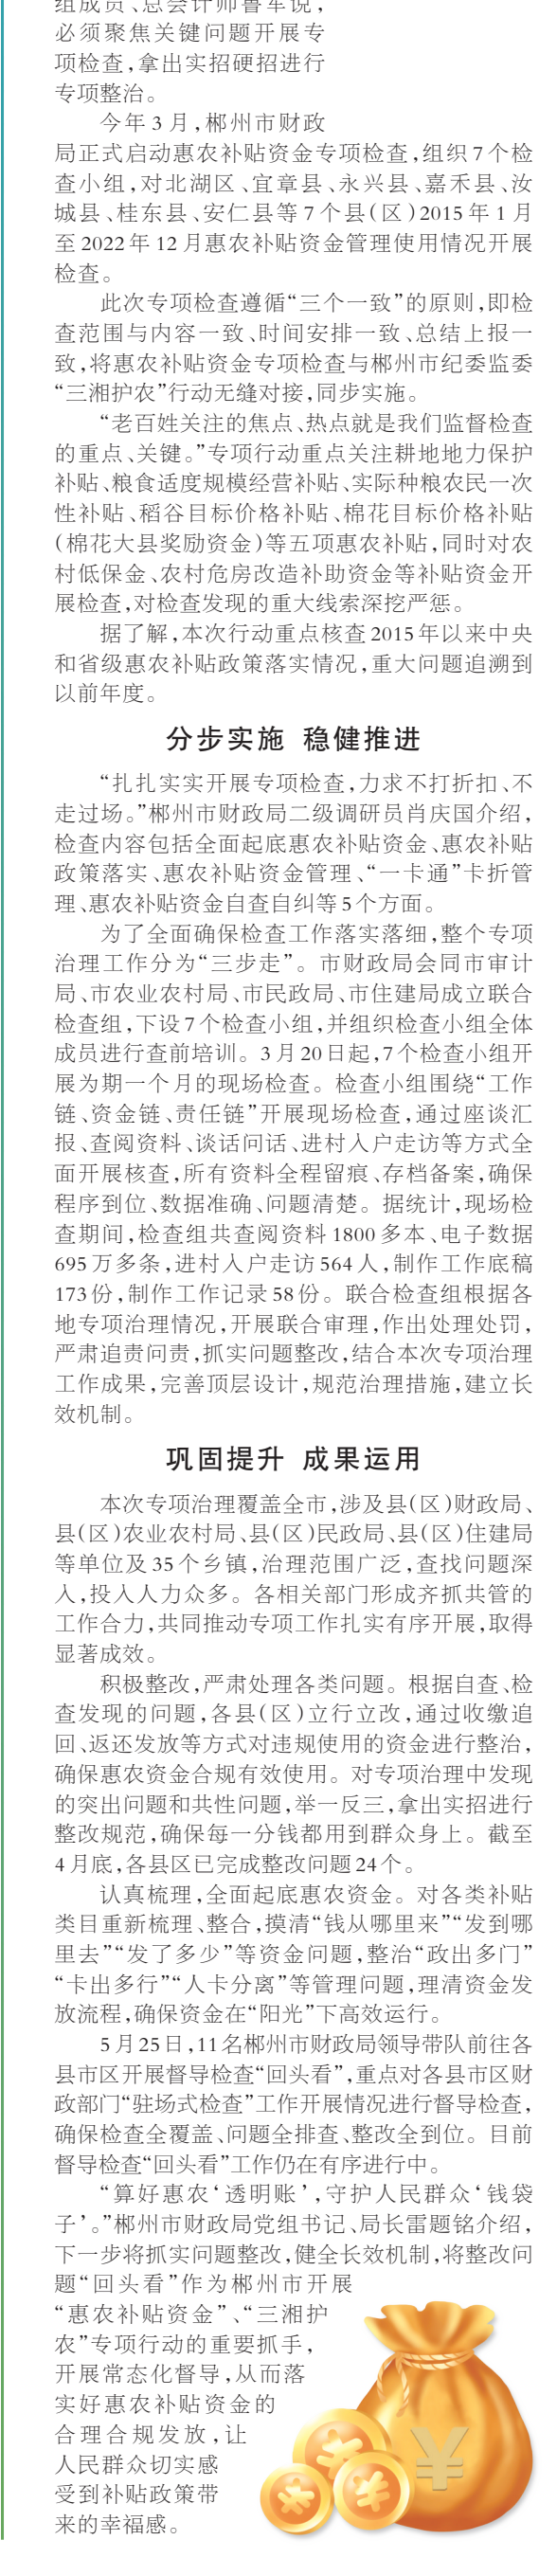 组成员、总会计师鲁军说，
必须聚焦关键问题开展专
项检查，拿出实招硬招进行
专项整治。
今年3月，郴州市财政
局正式启动惠农补贴资金专项检查，组织7个检
查小组，对北湖区、宜章县、永兴县、嘉禾县、汝
城县、桂东县、安仁县等7个县（区）2015年1月
至2022年12月惠农补贴资金管理使用情况开展
检查。
此次专项检查遵循“三个一致”的原则，即检
查范围与内容一致、时间安排一致、总结上报一
致，将惠农补贴资金专项检查与郴州市纪委监委
“三湘护农”行动无缝对接，同步实施。
“老百姓关注的焦点、热点就是我们监督检查
的重点、关键。”专项行动重点关注耕地地力保护
补贴、粮食适度规模经营补贴、实际种粮农民一次
性补贴、稻谷目标价格补贴、棉花目标价格补贴
（棉花大县奖励资金）等五项惠农补贴，同时对农
村低保金、农村危房改造补助资金等补贴资金开
展检查，对检查发现的重大线索深挖严惩。
据了解，本次行动重点核查2015年以来中央
和省级惠农补贴政策落实情况，重大问题追溯到
以前年度。
分步实施 稳健推进
“扎扎实实开展专项检查，力求不打折扣、不
走过场。”郴州市财政局二级调研员肖庆国介绍，
检查内容包括全面起底惠农补贴资金、惠农补贴
政策落实、惠农补贴资金管理、“一卡通”卡折管
理、惠农补贴资金自查自纠等5个方面。
为了全面确保检查工作落实落细，整个专项
治理工作分为“三步走”。市财政局会同市审计
局、市农业农村局、市民政局、市住建局成立联合
检查组，下设7个检查小组，并组织检查小组全体
成员进行查前培训。3月20日起，7个检查小组开
展为期一个月的现场检查。检查小组围绕“工作
链、资金链、责任链”开展现场检查，通过座谈汇
报、查阅资料、谈话问话、进村入户走访等方式全
面开展核查，所有资料全程留痕、存档备案，确保
程序到位、数据准确、问题清楚。据统计，现场检
查期间，检查组共查阅资料1800多本、电子数据
695万多条，进村入户走访564人，制作工作底稿
173份，制作工作记录58份。联合检查组根据各
地专项治理情况，开展联合审理，作出处理处罚，
严肃追责问责，抓实问题整改，结合本次专项治理
工作成果，完善顶层设计，规范治理措施，建立长
效机制。
巩固提升 成果运用
本次专项治理覆盖全市，涉及县（区）财政局、
县（区）农业农村局、县（区）民政局、县（区）住建局
等单位及35个乡镇，治理范围广泛，查找问题深
入，投入人力众多。各相关部门形成齐抓共管的
工作合力，共同推动专项工作扎实有序开展，取得
显著成效。
积极整改，严肃处理各类问题。根据自查、检
查发现的问题，各县（区）立行立改，通过收缴追
回、返还发放等方式对违规使用的资金进行整治，
确保惠农资金合规有效使用。对专项治理中发现
的突出问题和共性问题，举一反三，拿出实招进行
整改规范，确保每一分钱都用到群众身上。截至
4月底，各县区已完成整改问题24个。
认真梳理，全面起底惠农资金。对各类补贴
类目重新梳理、整合，摸清“钱从哪里来”“发到哪
里去”“发了多少”等资金问题，整治“政出多门”
“卡出多行”“人卡分离”等管理问题，理清资金发
放流程，确保资金在“阳光”下高效运行。
5月25日，11名郴州市财政局领导带队前往各
县市区开展督导检查“回头看”，重点对各县市区财
政部门“驻场式检查”工作开展情况进行督导检查，
确保检查全覆盖、问题全排查、整改全到位。目前
督导检查“回头看”工作仍在有序进行中。
“算好惠农‘透明账’，守护人民群众‘钱袋
子’。”郴州市财政局党组书记、局长雷题铭介绍，
下一步将抓实问题整改，健全长效机制，将整改问
题“回头看”作为郴州市开展
“惠农补贴资金”、“三湘护
农”专项行动的重要抓手，
开展常态化督导，从而落
实好惠农补贴资金的
合理合规发放，让
人民群众切实感
受到补贴政策带
来的幸福感。
¥